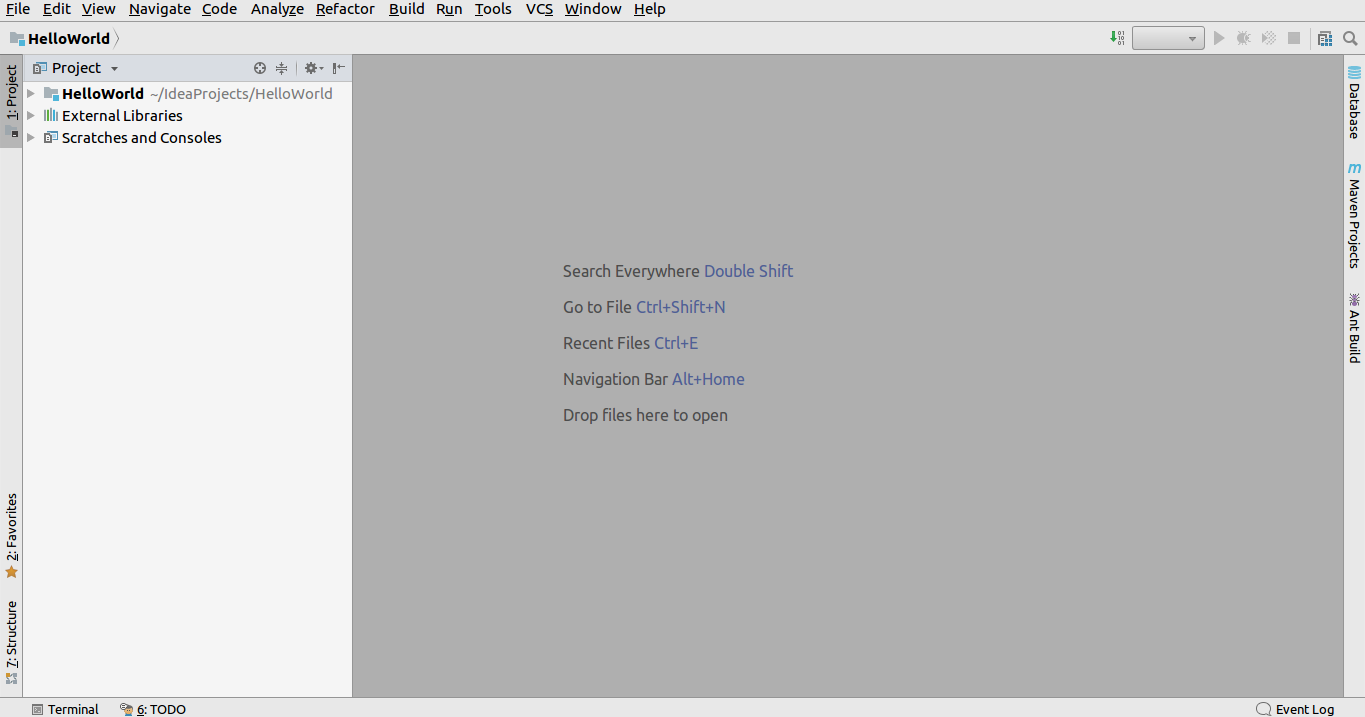 File Edit View Navigate Code Analyze Refactor Build Run Tools VCS Window Help
HelloWorld
Project
HelloWorld ~/IdeaProjects/HelloWorld
External Libraries
Scratches and Consoles
1: Project
2: Favorites
7: Structure
Search Everywhere Double Shift
Go to File Ctrl+Shift+N
Recent Files Ctrl+E
Navigation Bar Alt+Home
Drop files here to open
Database
Maven Projects
Ant Build
Terminal 6: TODO Event Log